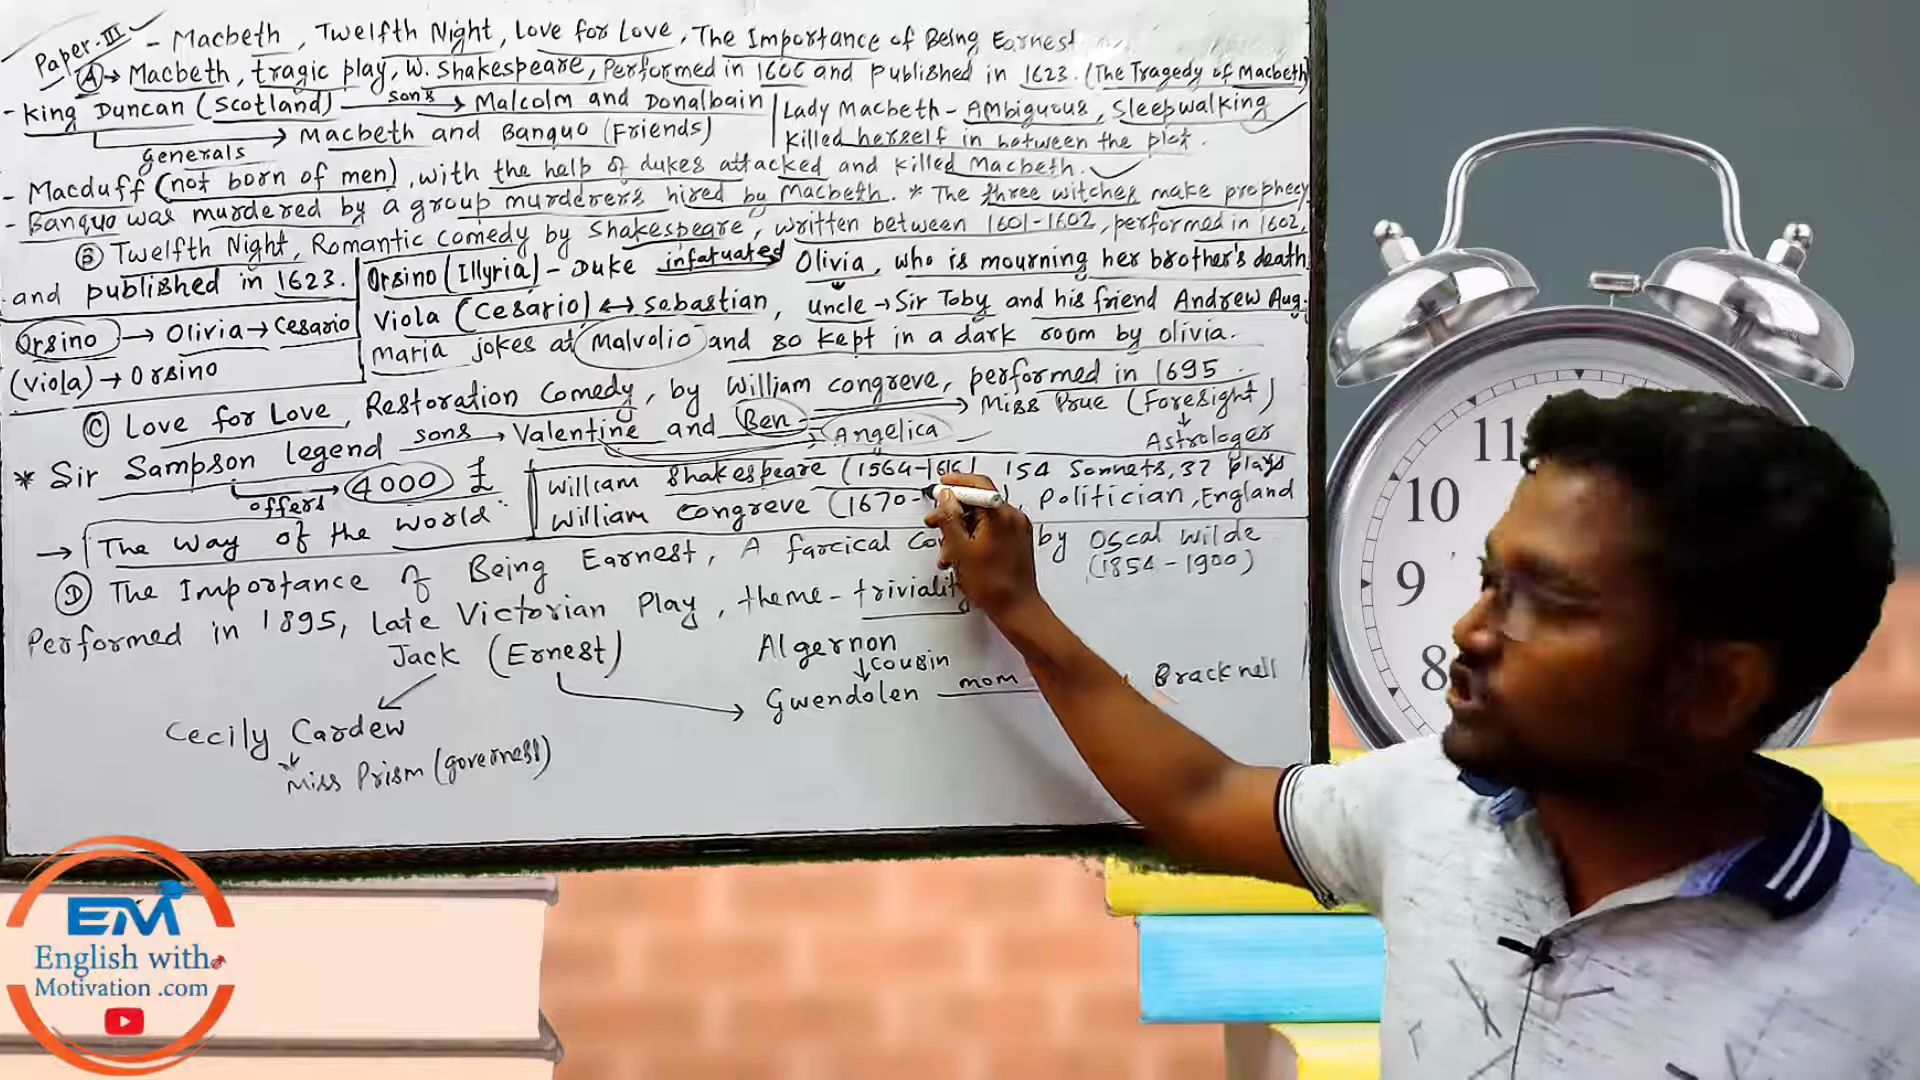 Paper-III - Macbeth, Twelfth Night, Love for Love, The Importance of Being Earnest
(A)→ Macbeth, tragic play, W. Shakespeare, Performed in 1606 and published in 1623. (The Tragedy of Macbeth)
- King Duncan (Scotland) sons → Malcolm and Donalbain
generals → Macbeth and Banquo (Friends)
Lady Macbeth - Ambiguous, Sleepwalking
Killed herself in between the plot.
- Macduff (not born of men), with the help of dukes attacked and killed Macbeth.
- Banquo was murdered by a group murderers hired by Macbeth. * The three witches make prophecy
(B) Twelfth Night, Romantic Comedy by Shakespeare, written between 1601-1602, performed in 1602,
and published in 1623.
Orsino (Illyria) - Duke infatuated Olivia, who is mourning her brother's death
Viola (Cesario) ↔ Sebastian, Uncle → Sir Toby and his friend Andrew Aug.
Maria jokes at Malvolio and so kept in a dark room by Olivia.
Orsino → Olivia → Cesario
(Viola) → Orsino
(C) Love for Love, Restoration Comedy, by William Congreve, performed in 1695.
* Sir Sampson legend sons → Valentine and Ben → Miss Prue (Foresight)
Angelica
↓
Astrologer
offers → 4000 £
→ The Way of the World.
William Shakespeare (1564-1616), 154 Sonnets, 37 plays
William Congreve (1670-), Politician, England
(D) The Importance of Being Earnest, A farcical by Oscal Wilde
(1854-1900)
Performed in 1895, late Victorian Play, theme - triviality
Jack (Ernest)
Algernon
↓ cousin
Gwendolen mom Bracknell
Cecily Cardew
Miss Prism (governess)
11
10
9
8
EM
English with
Motivation .com